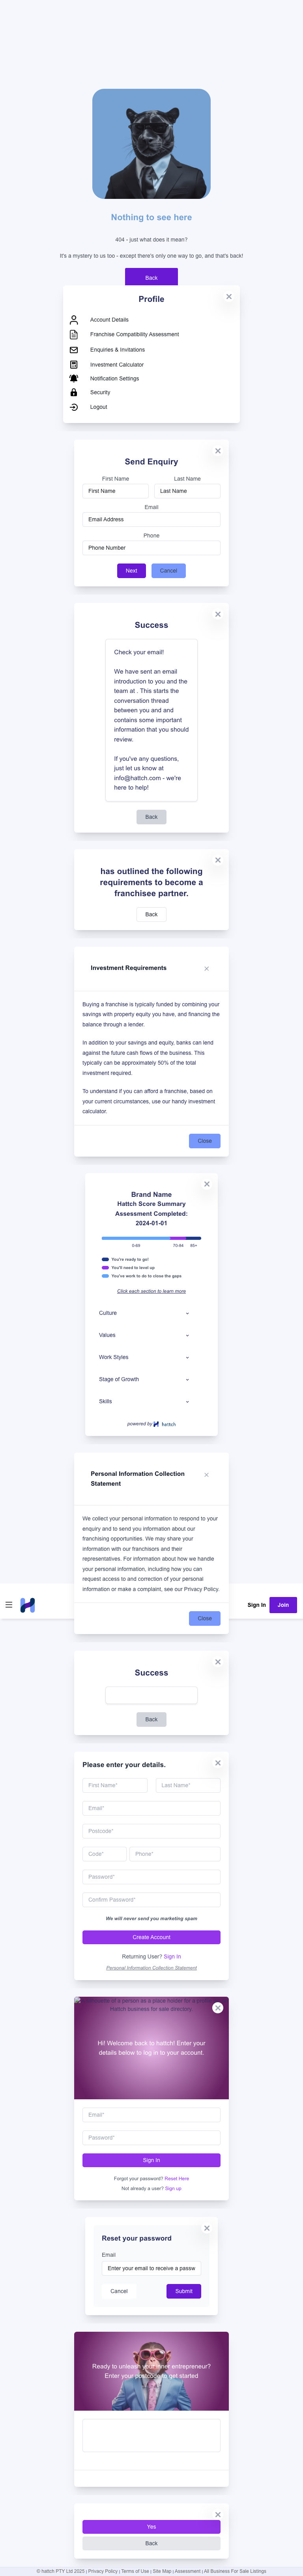 Nothing to see here
404 - just what does it mean?
It's a mystery to us too - except there's only one way to go, and that's back!
Back
Profile
Account Details
Franchise Compatibility Assessment
Enquiries & Invitations
Investment Calculator
Notification Settings
Security
Logout
Send Enquiry
First Name Last Name
First Name Last Name
Email
Email Address
Phone
Phone Number
Next Cancel
Success
Check your email!
We have sent an email
introduction to you and the
team at . This starts the
conversation thread
between you and and
contains some important
information that you should
review.
If you've any questions,
just let us know at
info@hattch.com - we're
here to help!
Back
has outlined the following
requirements to become a
franchisee partner.
Back
Investment Requirements
Buying a franchise is typically funded by combining your
savings with property equity you have, and financing the
balance through a lender.
In addition to your savings and equity, banks can lend
against the future cash flows of the business. This
typically can be approximately 50% of the total
investment required.
To understand if you can afford a franchise, based on
your current circumstances, use our handy investment
calculator.
Close
Brand Name
Hattch Score Summary
Assessment Completed:
2024-01-01
0-69 70-84 85+
You're ready to go!
You'll need to level up
You've work to do to close the gaps
Click each section to learn more
Culture
Values
Work Styles
Stage of Growth
Skills
powered by hattch
Personal Information Collection
Statement
We collect your personal information to respond to your
enquiry and to send you information about our
franchising opportunities. We may share your
information with our franchisors and their
representatives. For information about how we handle
your personal information, including how you can
request access to and correction of your personal
information or make a complaint, see our Privacy Policy.
Sign In Join
Close
Success
Back
Please enter your details.
First Name* Last Name*
Email*
Postcode*
Code* Phone*
Password*
Confirm Password*
We will never send you marketing spam
Create Account
Returning User? Sign in
Personal Information Collection Statement
of a person as a place holder for a
Hattch business for sale directory.
Hi! Welcome back to hattch! Enter your
details below to log in to your account.
Email*
Password*
Sign In
Forgot your password? Reset Here
Not already a user? Sign up
Reset your password
Email
Enter your email to receive a passw
Cancel Submit
Ready to unleash your inner entrepreneur?
Enter your postcode to get started
Yes
Back
© hattch PTY Ltd 2025 | Privacy Policy | Terms of Use | Site Map | Assessment | All Business For Sale Listings